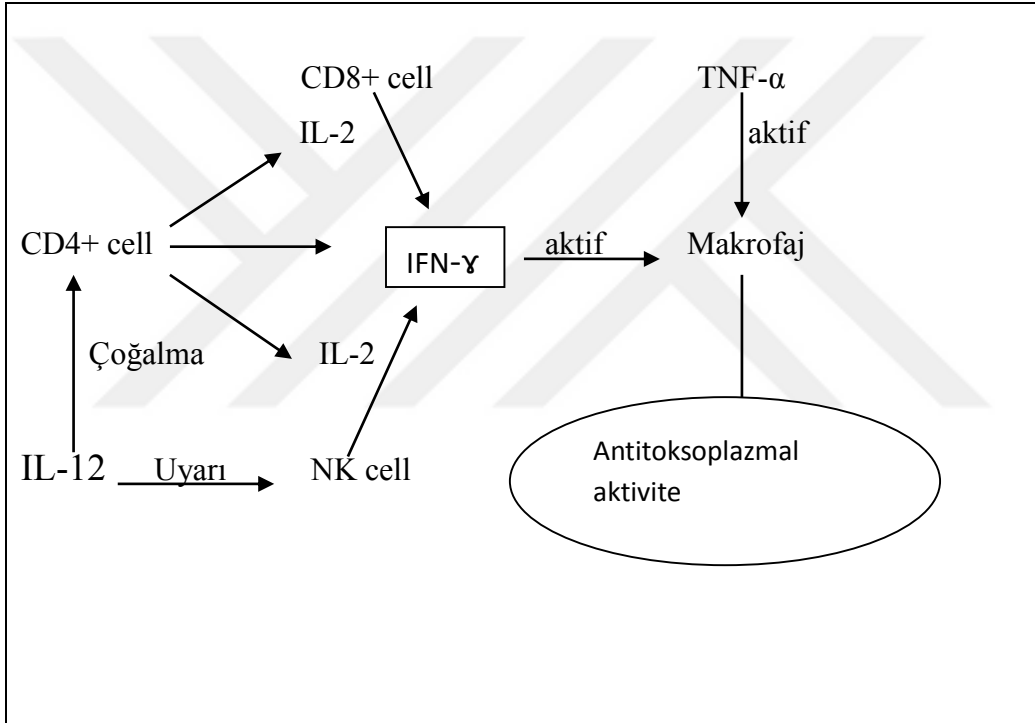 CD8+ cell
TNF-α
IL-2
aktif
CD4+ cell
IFN-ɤ
aktif
Makrofaj
Çoğalma
IL-2
IL-12
Uyarı
NK cell
Antitoksoplazmal
aktivite